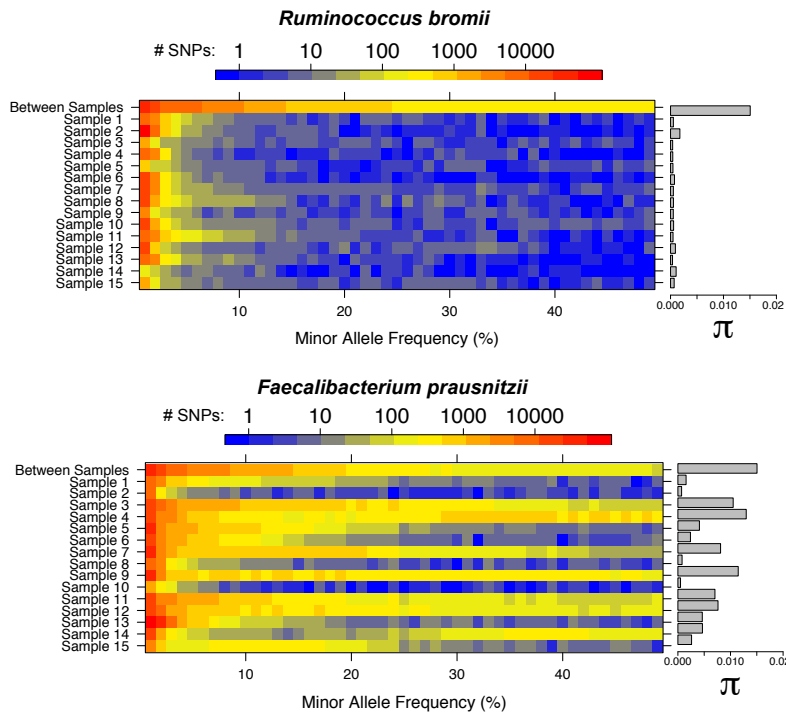 Ruminococcus bromii
# SNPs: 1 10 100 1000 10000
Between Samples
Sample 1
Sample 2
Sample 3
Sample 4
Sample 5
Sample 6
Sample 7
Sample 8
Sample 9
Sample 10
Sample 11
Sample 12
Sample 13
Sample 14
Sample 15
10 20 30 40
Minor Allele Frequency (%)
0.000 0.010 0.02
π
Faecalibacterium prausnitzii
# SNPs: 1 10 100 1000 10000
Between Samples
Sample 1
Sample 2
Sample 3
Sample 4
Sample 5
Sample 6
Sample 7
Sample 8
Sample 9
Sample 10
Sample 11
Sample 12
Sample 13
Sample 14
Sample 15
10 20 30 40
Minor Allele Frequency (%)
0.000 0.010 0.02
π